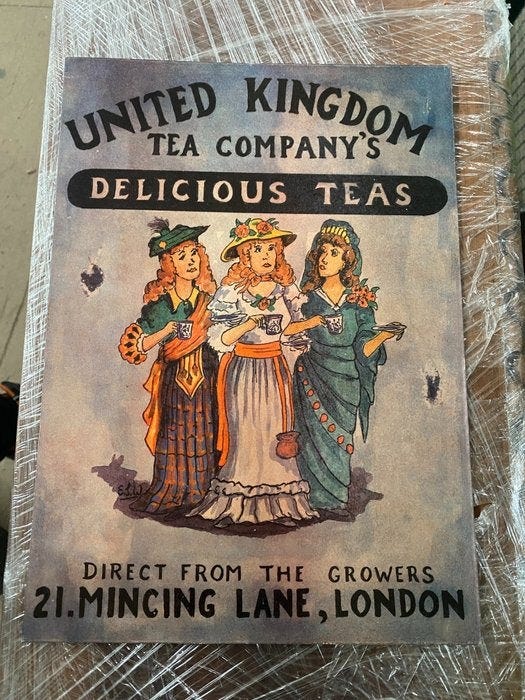 UNITED KINGDOM
TEA COMPANY'S
DELICIOUS TEAS
DIRECT FROM THE GROWERS
21.MINCING LANE, LONDON